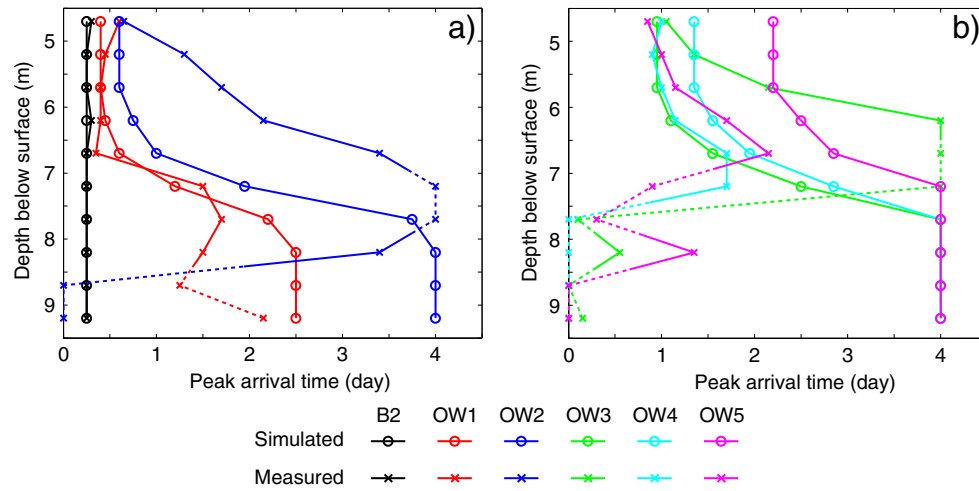 a)
5
6
7
8
9
Depth below surface (m)
0 1 2 3 4
Peak arrival time (day)
b)
5
6
7
8
9
Depth below surface (m)
0 1 2 3 4
Peak arrival time (day)
B2 OW1 OW2 OW3 OW4 OW5
Simulated
Measured